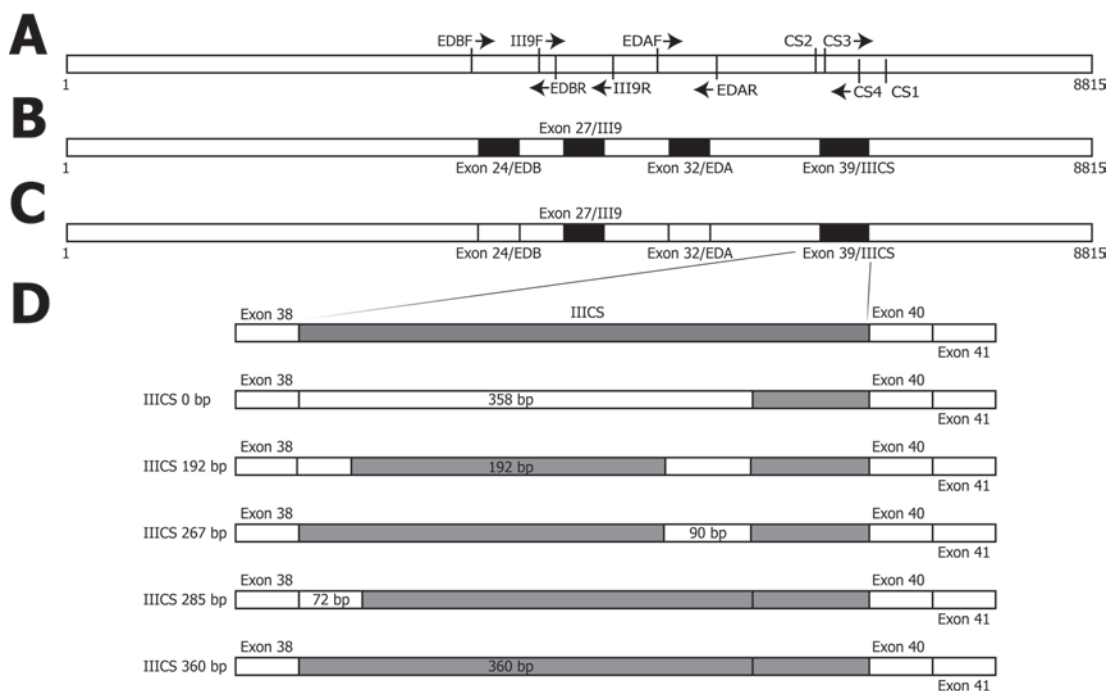 A
EDBF III9F EDAF CS2 CS3
1 EDBR III9R EDAR CS4 CS1 8815
B
Exon 27/III9
1 Exon 24/EDB Exon 32/EDA Exon 39/IIICS 8815
C
Exon 27/III9
1 Exon 24/EDB Exon 32/EDA Exon 39/IIICS 8815
D
Exon 38 IIICS Exon 40
Exon 41
Exon 38 Exon 40
IIICS 0 bp 358 bp
Exon 41
Exon 38 Exon 40
IIICS 192 bp 192 bp
Exon 41
Exon 38 Exon 40
IIICS 267 bp 90 bp
Exon 41
Exon 38 Exon 40
IIICS 285 bp 72 bp
Exon 41
Exon 38 Exon 40
IIICS 360 bp 360 bp
Exon 41